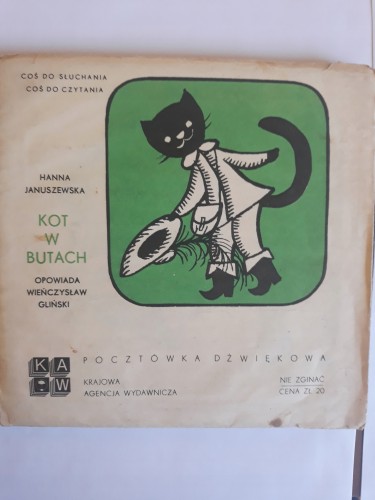 COŚ DO SŁUCHANIA
COŚ DO CZYTANIA
HANNA
JANUSZEWSKA
KOT
W
BUTACH
OPOWIADA
WIEŃCZYSŁAW
GLIŃSKI
KAW
POCZTÓWKA DŹWIĘKOWA
KRAJOWA
AGENCJA WYDAWNICZA
NIE ZGINAĆ
CENA ZŁ 20